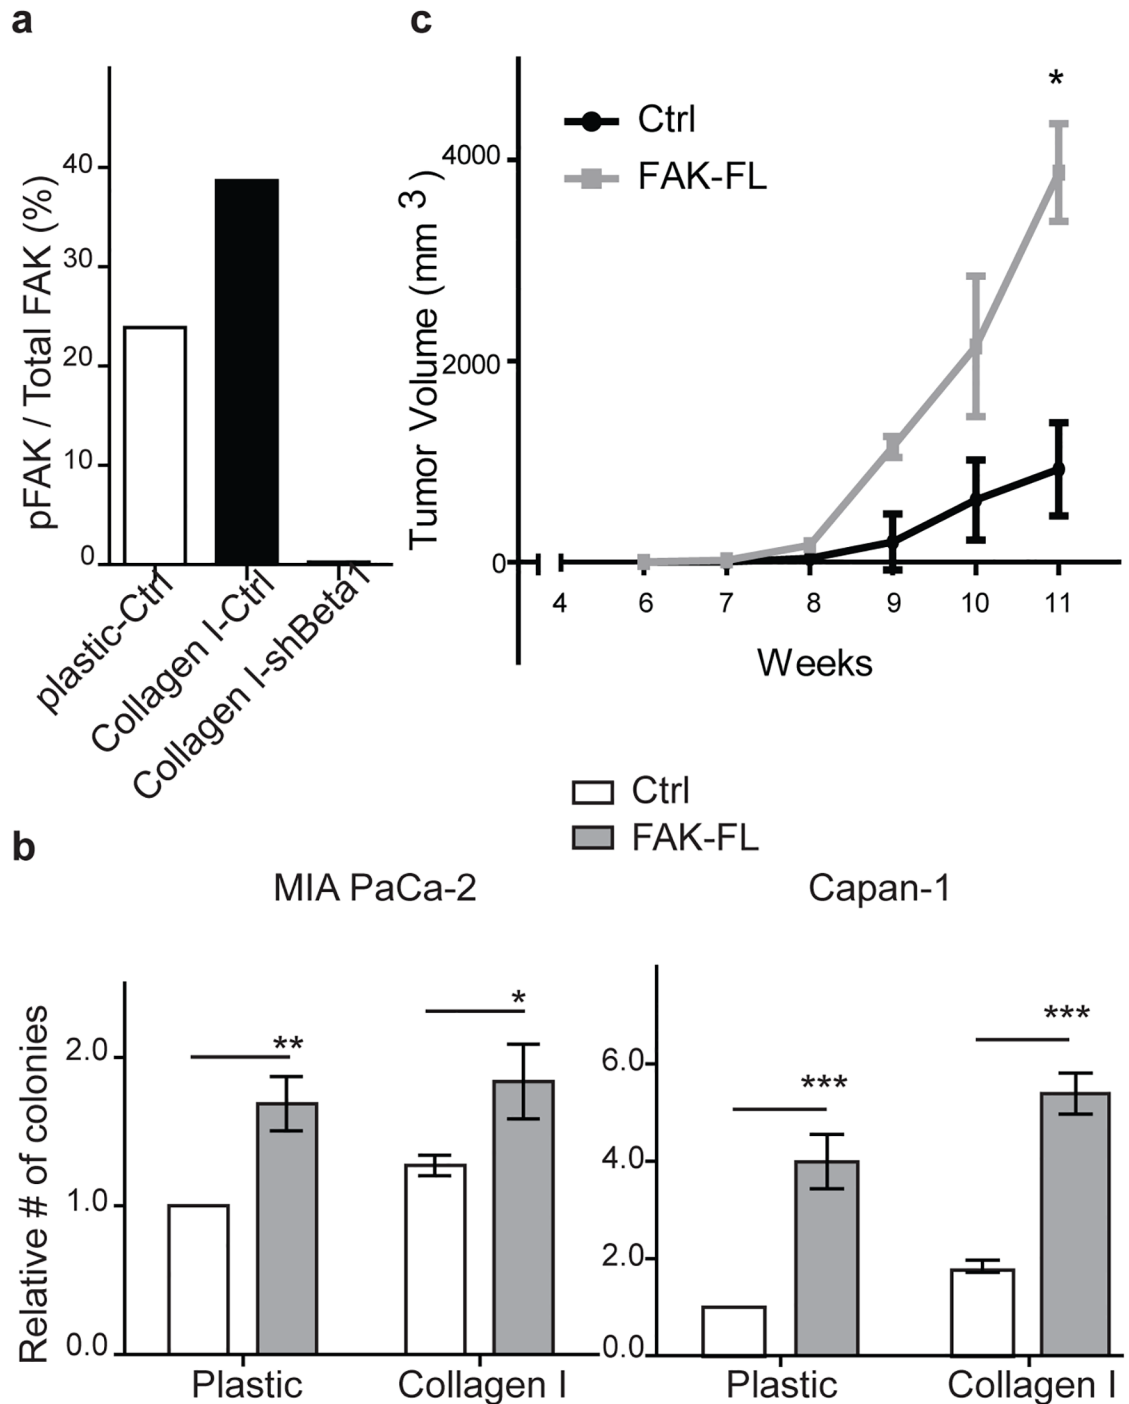 a
pFAK / Total FAK (%)
40
30
20
10
0
plastic-Ctrl
Collagen I-Ctrl
Collagen I-shBeta1
c
Tumor Volume (mm 3)
4000
2000
0
Ctrl
FAK-FL
*
4 6 7 8 9 10 11
Weeks
Ctrl
FAK-FL
b
MIA PaCa-2
Relative # of colonies
2.0
1.0
0.0
**
*
Plastic Collagen I
Capan-1
6.0
4.0
2.0
0.0
***
***
Plastic Collagen I